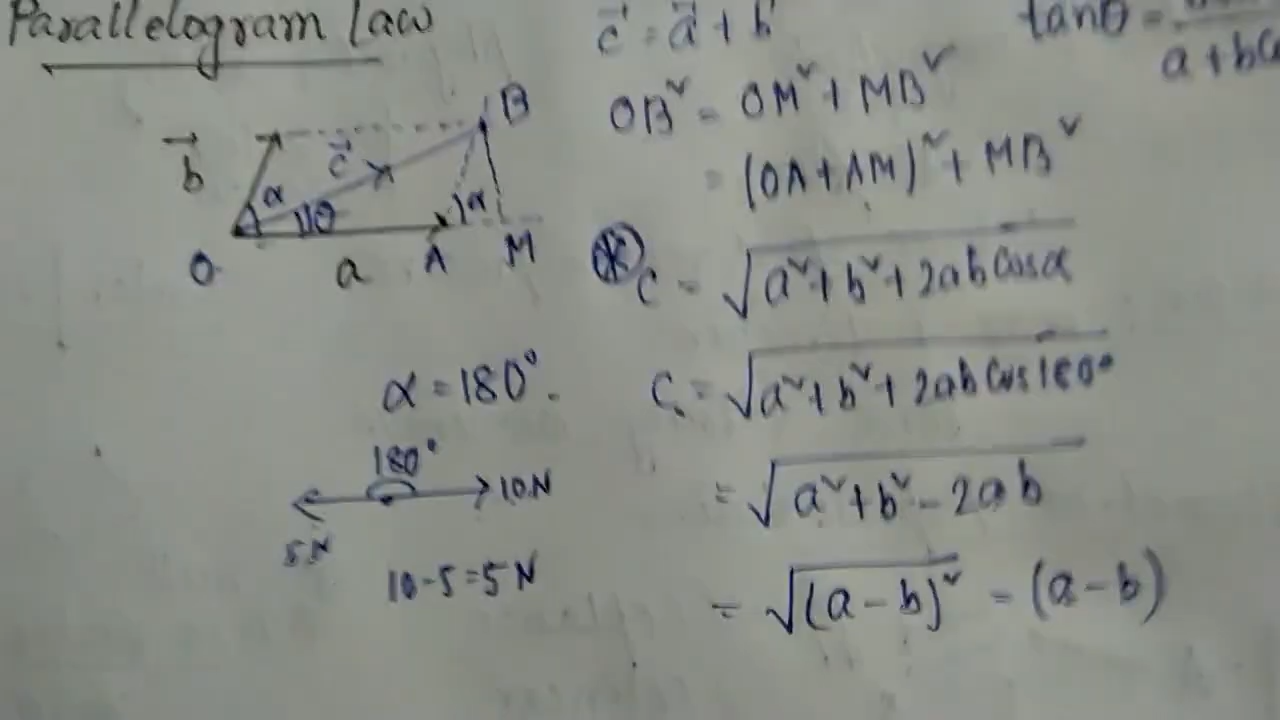 Parallelogram law
c⃗ = a⃗ + b⃗
tanθ = 
a + b
OB² = OM² + MB²
= (OA + AM)² + MB²
b⃗
c⃗
B
α
θ
α
O
a
A
M
* c = √(a² + b² + 2ab cosα)
α = 180°.
c = √(a² + b² + 2ab cos 180°)
180°
10N
5N
= √(a² + b² - 2ab)
10-5=5N
= √(a - b)² = (a - b)